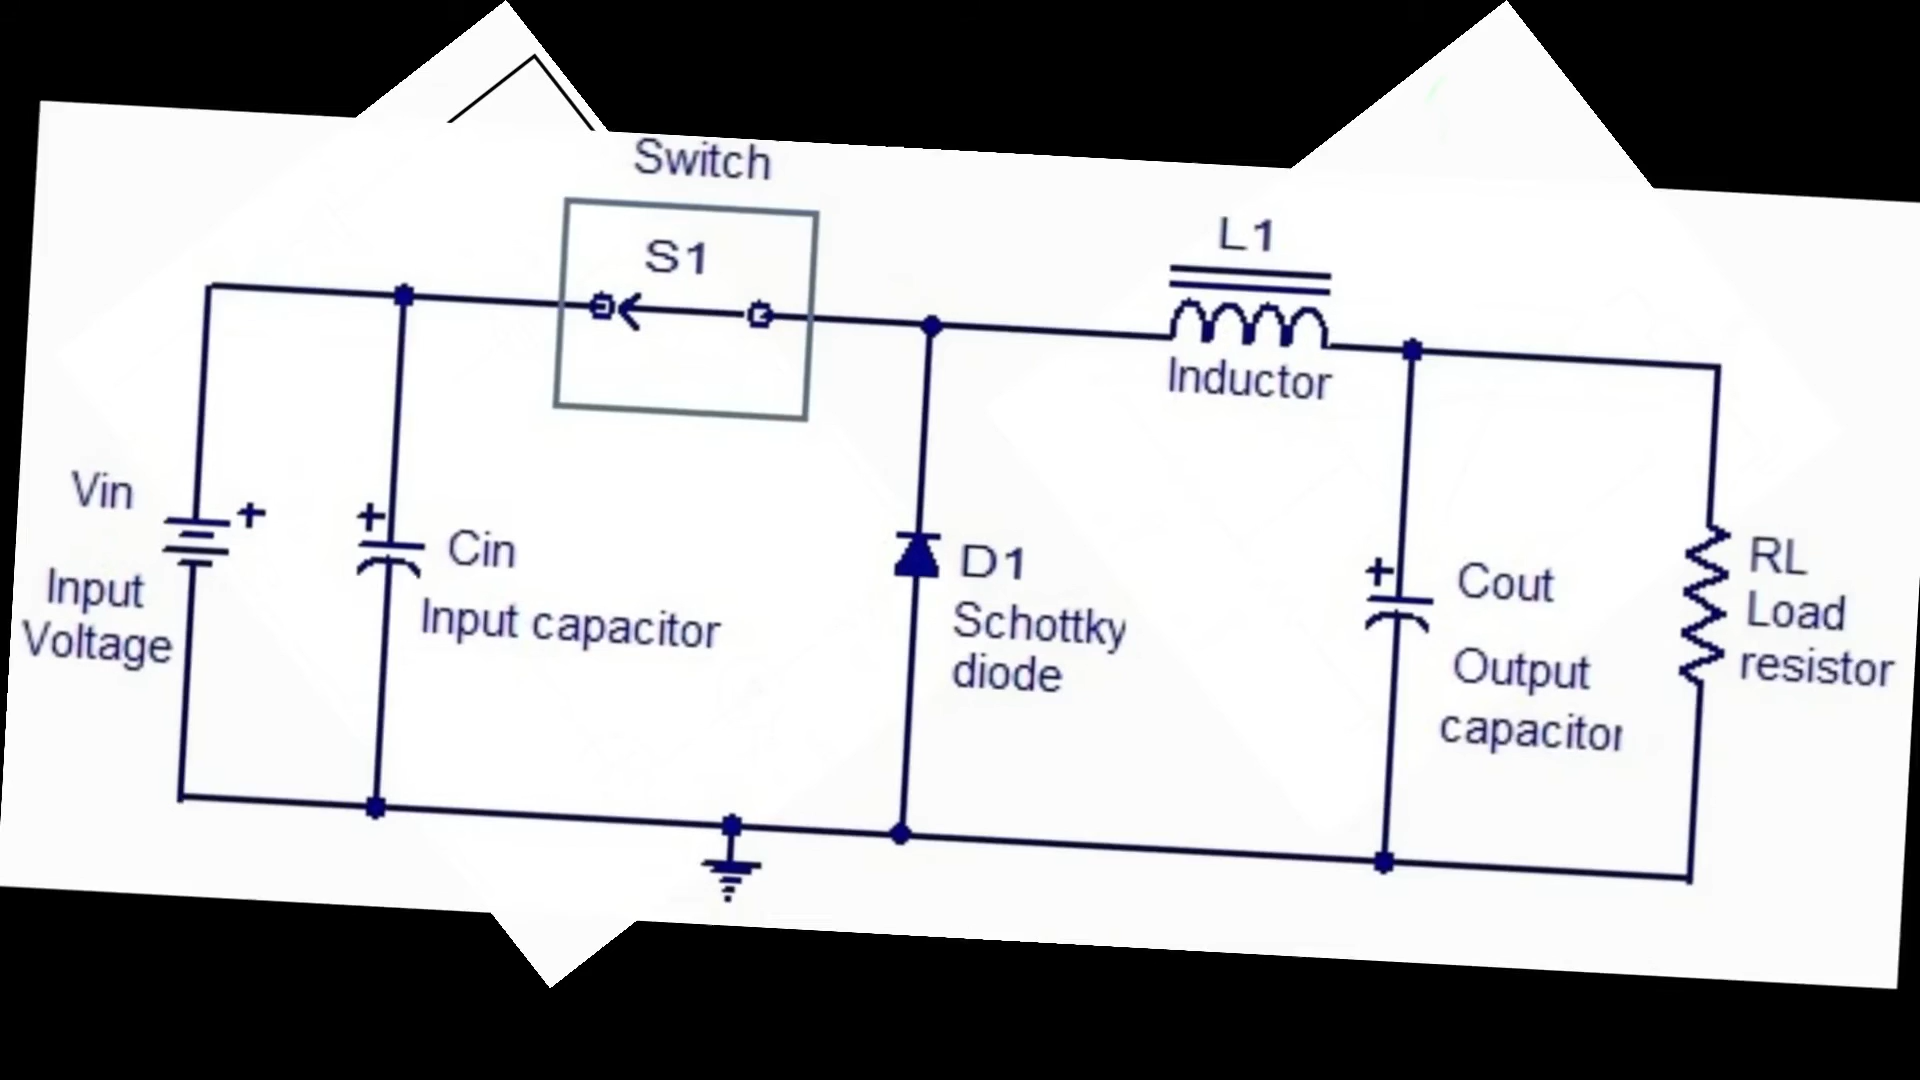 Switch
S1
L1
Inductor
Vin
+
Input
Voltage
+
Cin
Input capacitor
D1
Schottky
diode
+
Cout
Output
capacitor
RL
Load
resistor